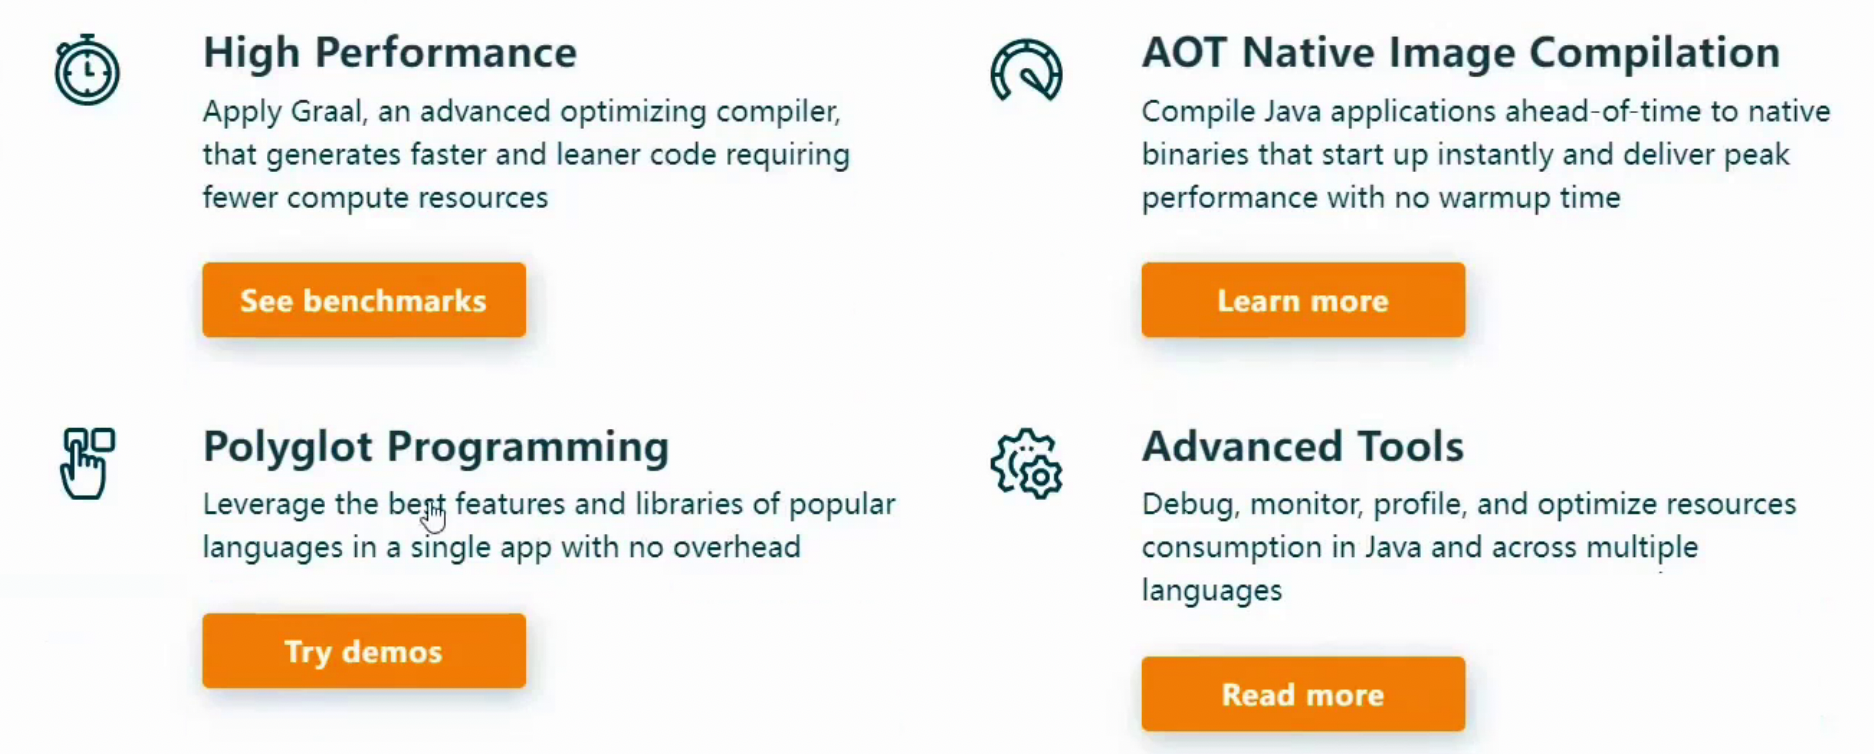 High Performance
Apply Graal, an advanced optimizing compiler,
that generates faster and leaner code requiring
fewer compute resources
See benchmarks
AOT Native Image Compilation
Compile Java applications ahead-of-time to native
binaries that start up instantly and deliver peak
performance with no warmup time
Learn more
Polyglot Programming
Leverage the best features and libraries of popular
languages in a single app with no overhead
Try demos
Advanced Tools
Debug, monitor, profile, and optimize resources
consumption in Java and across multiple
languages
Read more